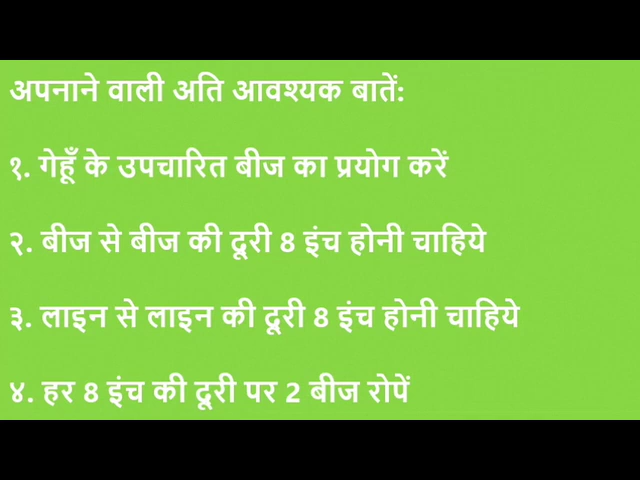 अपनाने वाली अति आवश्यक बातें:
१. गेहूँ के उपचारित बीज का प्रयोग करें
२. बीज से बीज की दूरी 8 इंच होनी चाहिये
३. लाइन से लाइन की दूरी 8 इंच होनी चाहिये
४. हर 8 इंच की दूरी पर 2 बीज रोपें